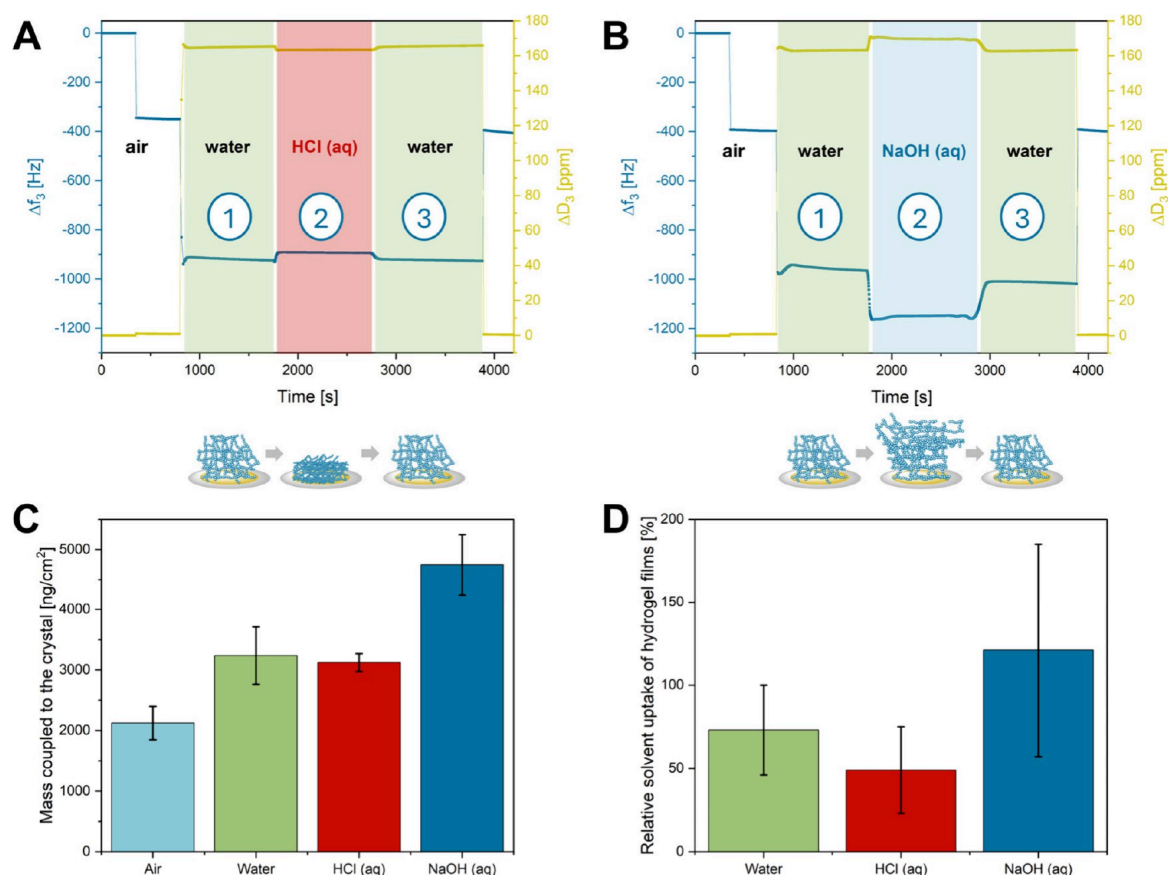 A
0
-200
-400
-600
-800
-1000
-1200
Δf₃ [Hz]
air
water
HCl (aq)
water
1
2
3
180
160
140
120
100
80
60
40
20
0
ΔD₃ [ppm]
0
1000
2000
3000
4000
Time [s]
B
0
-200
-400
-600
-800
-1000
-1200
Δf₃ [Hz]
air
water
NaOH (aq)
water
1
2
3
180
160
140
120
100
80
60
40
20
0
ΔD₃ [ppm]
0
1000
2000
3000
4000
Time [s]
C
Mass coupled to the crystal [ng/cm²]
5000
4000
3000
2000
1000
0
Air
Water
HCl (aq)
NaOH (aq)
D
Relative solvent uptake of hydrogel films [%]
200
150
100
50
0
Water
HCl (aq)
NaOH (aq)